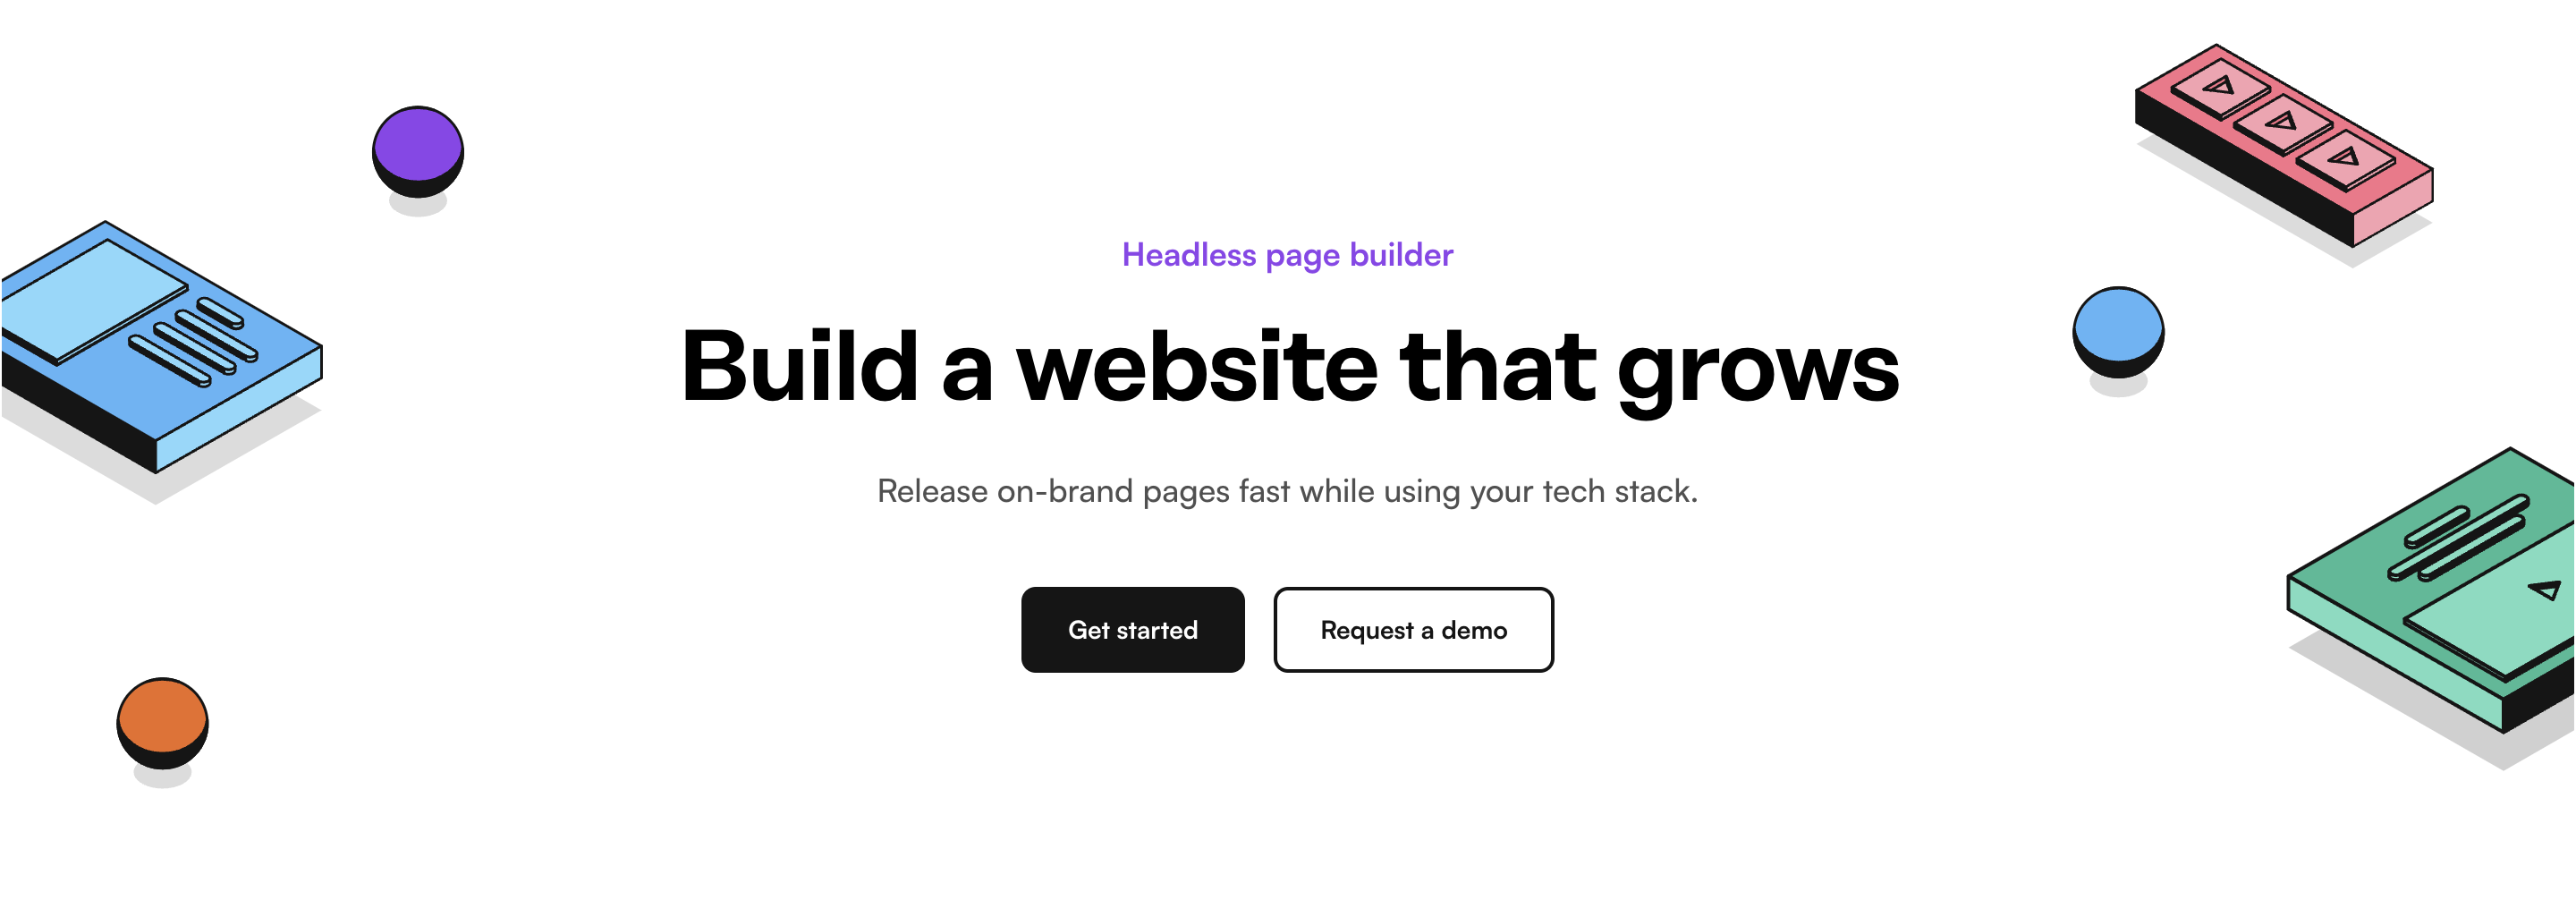 Headless page builder
Build a website that grows
Release on-brand pages fast while using your tech stack.
Get started
Request a demo